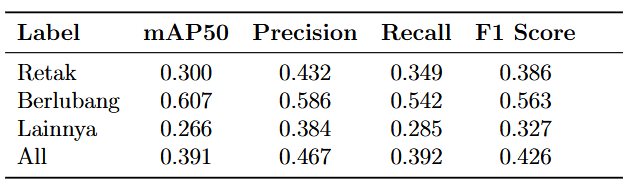 Label mAP50 Precision Recall F1 Score
Retak 0.300 0.432 0.349 0.386
Berlubang 0.607 0.586 0.542 0.563
Lainnya 0.266 0.384 0.285 0.327
All 0.391 0.467 0.392 0.426